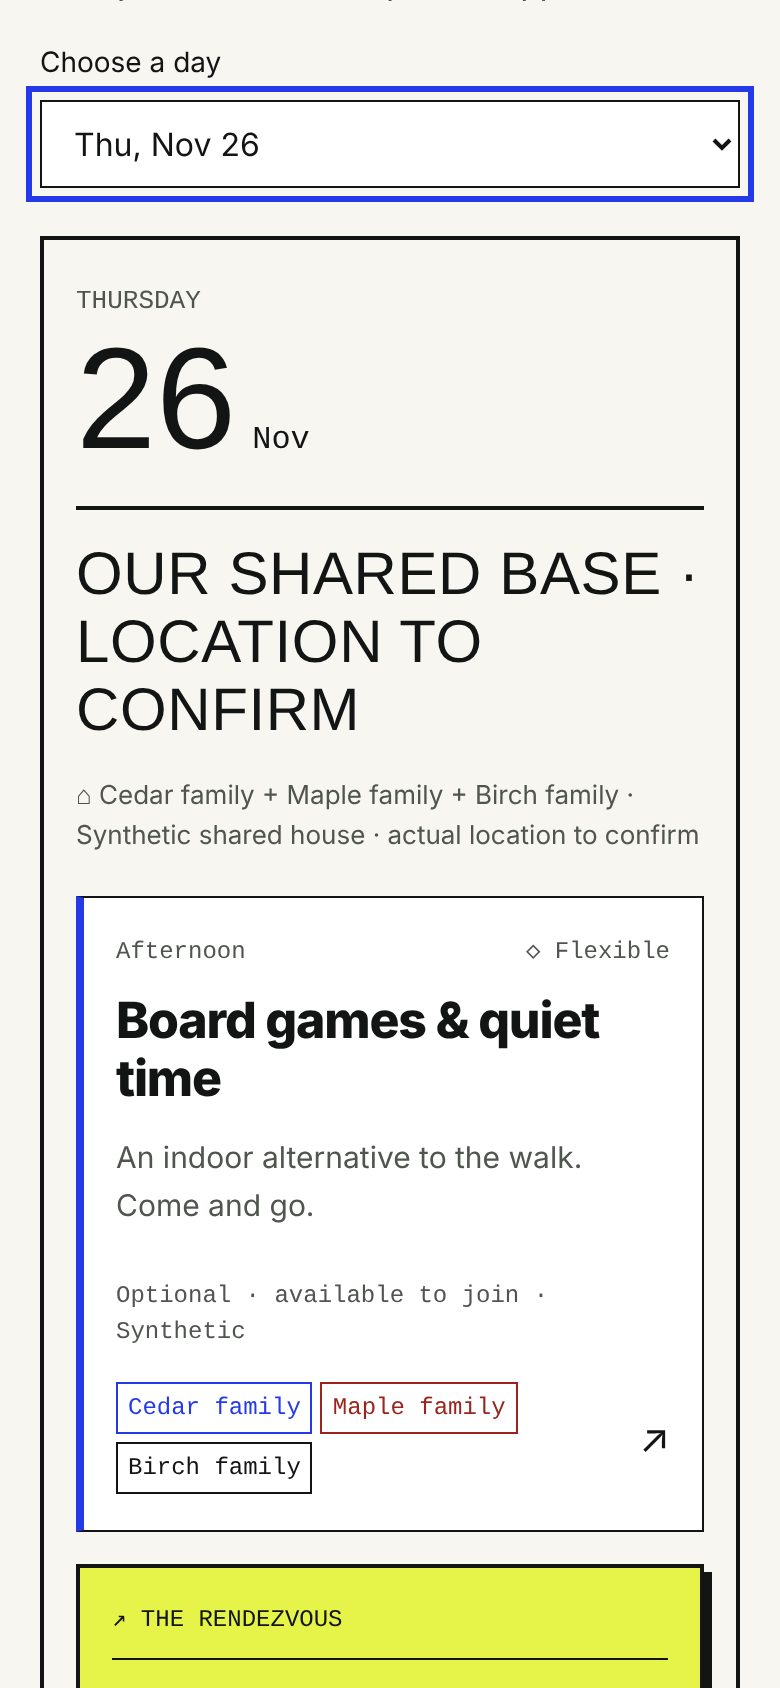 Choose a day
Thu, Nov 26
THURSDAY
26 Nov
OUR SHARED BASE ·
LOCATION TO
CONFIRM
⌂ Cedar family + Maple family + Birch family ·
Synthetic shared house · actual location to confirm
Afternoon ◇ Flexible
Board games & quiet
time
An indoor alternative to the walk.
Come and go.
Optional · available to join ·
Synthetic
Cedar family Maple family
Birch family
↗ THE RENDEZVOUS